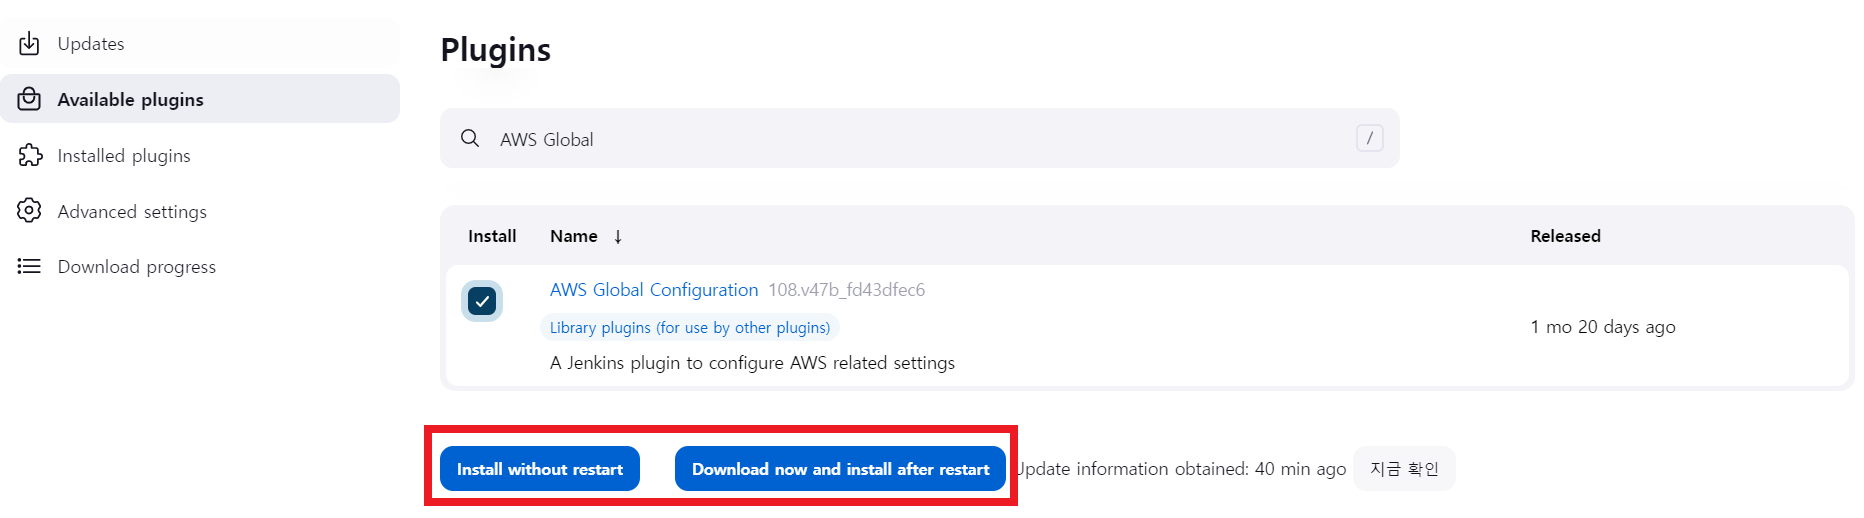 Updates
Available plugins
Installed plugins
Advanced settings
Download progress
Plugins
AWS Global /
Install Name ↓ Released
AWS Global Configuration 108.v47b_fd43dfec6
Library plugins (for use by other plugins)
1 mo 20 days ago
A Jenkins plugin to configure AWS related settings
Install without restart Download now and install after restart Update information obtained: 40 min ago 지금 확인